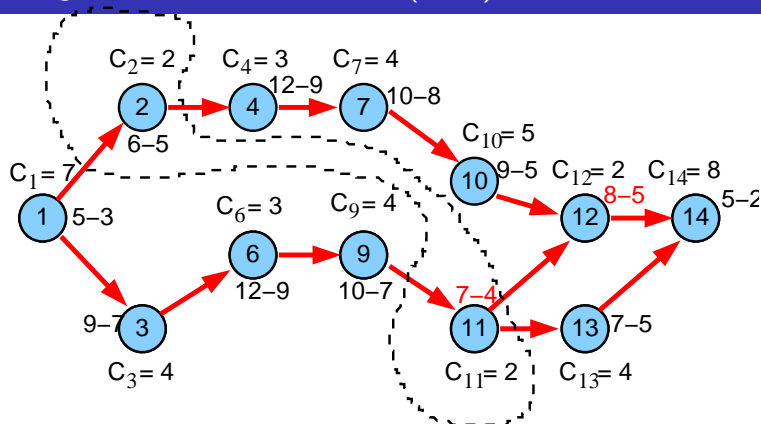 C2= 2
C4= 3
C7= 4
12–9
10–8
2
4
7
6–5
C10= 5
C1= 7
9–5
C12= 2
C14= 8
10
8–5
5–2
C6= 3
C9= 4
1
5–3
12
14
6
9
12–9
10–7
7–4
9–7
3
11
13
7–5
C3= 4
C11= 2
C13= 4